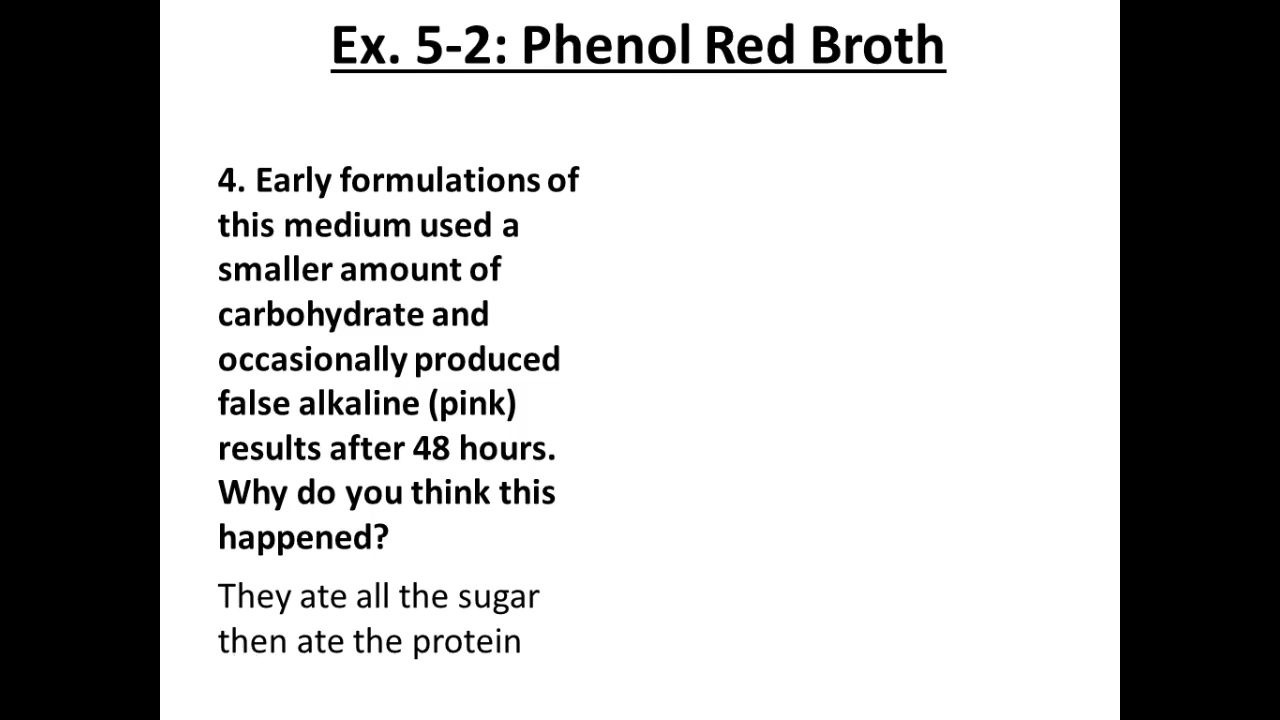 Ex. 5-2: Phenol Red Broth
4. Early formulations of
this medium used a
smaller amount of
carbohydrate and
occasionally produced
false alkaline (pink)
results after 48 hours.
Why do you think this
happened?
They ate all the sugar
then ate the protein